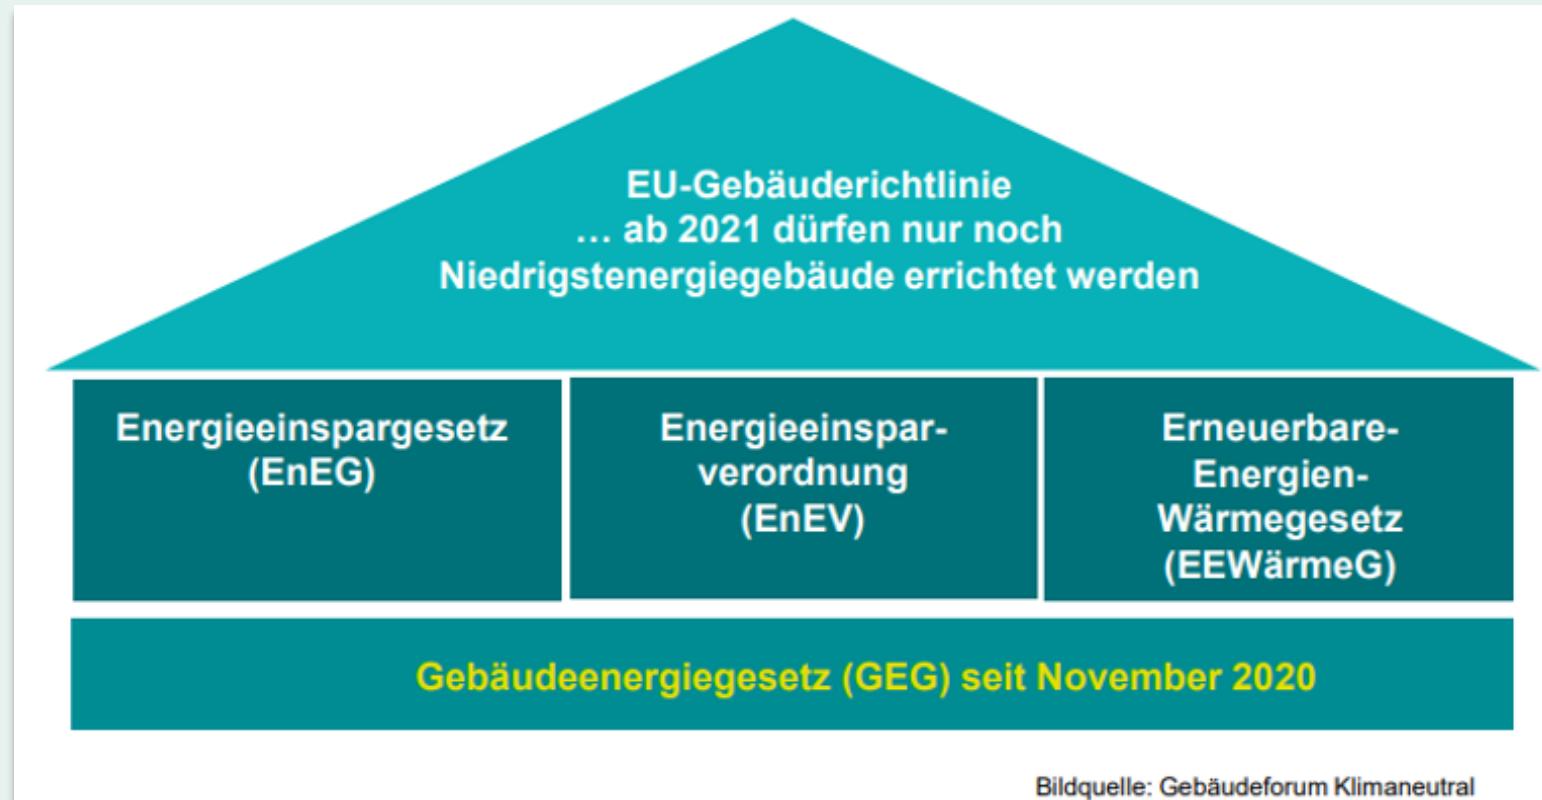 EU-Gebäuderichtlinie
… ab 2021 dürfen nur noch
Niedrigstenergiegebäude errichtet werden
Energieeinspargesetz
(EnEG)
Energieeinspar-
verordnung
(EnEV)
Erneuerbare-
Energien-
Wärmegesetz
(EEWärmeG)
Gebäudeenergiegesetz (GEG) seit November 2020
Bildquelle: Gebäudeforum Klimaneutral